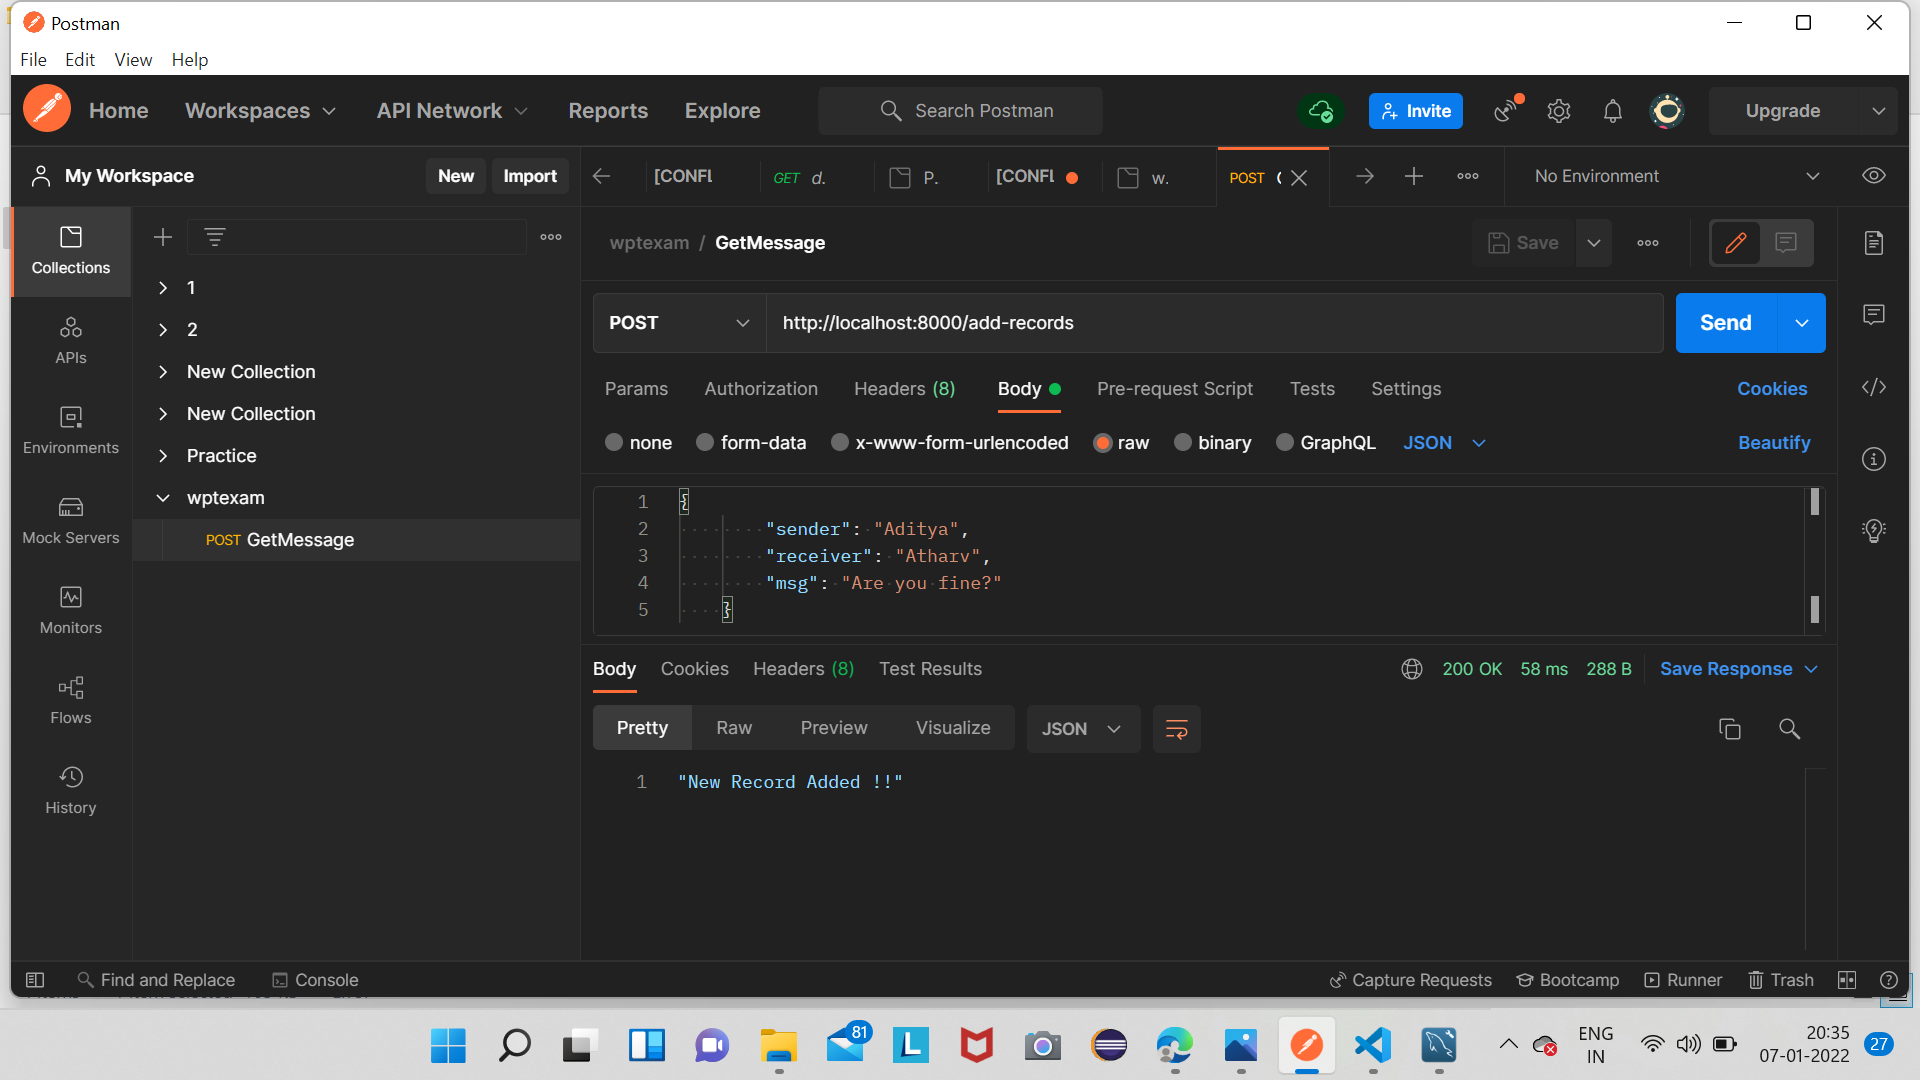 Postman
File Edit View Help
Home Workspaces API Network Reports Explore Search Postman Invite Upgrade
My Workspace New Import [CONFL GET d. P. [CONFL w. POST No Environment
wptexam / GetMessage Save
Collections
1
2
New Collection
New Collection
Practice
wptexam
POST GetMessage
APIs
Environments
Mock Servers
Monitors
Flows
History
POST http://localhost:8000/add-records Send
Params Authorization Headers (8) Body Pre-request Script Tests Settings Cookies
none form-data x-www-form-urlencoded raw binary GraphQL JSON Beautify
1 {
2 "sender": "Aditya",
3 "receiver": "Atharv",
4 "msg": "Are you fine?"
5 }
Body Cookies Headers (8) Test Results 200 OK 58 ms 288 B Save Response
Pretty Raw Preview Visualize JSON
1 "New Record Added !!"
Find and Replace Console Capture Requests Bootcamp Runner Trash
81
L
ENG
IN
20:35
07-01-2022
27